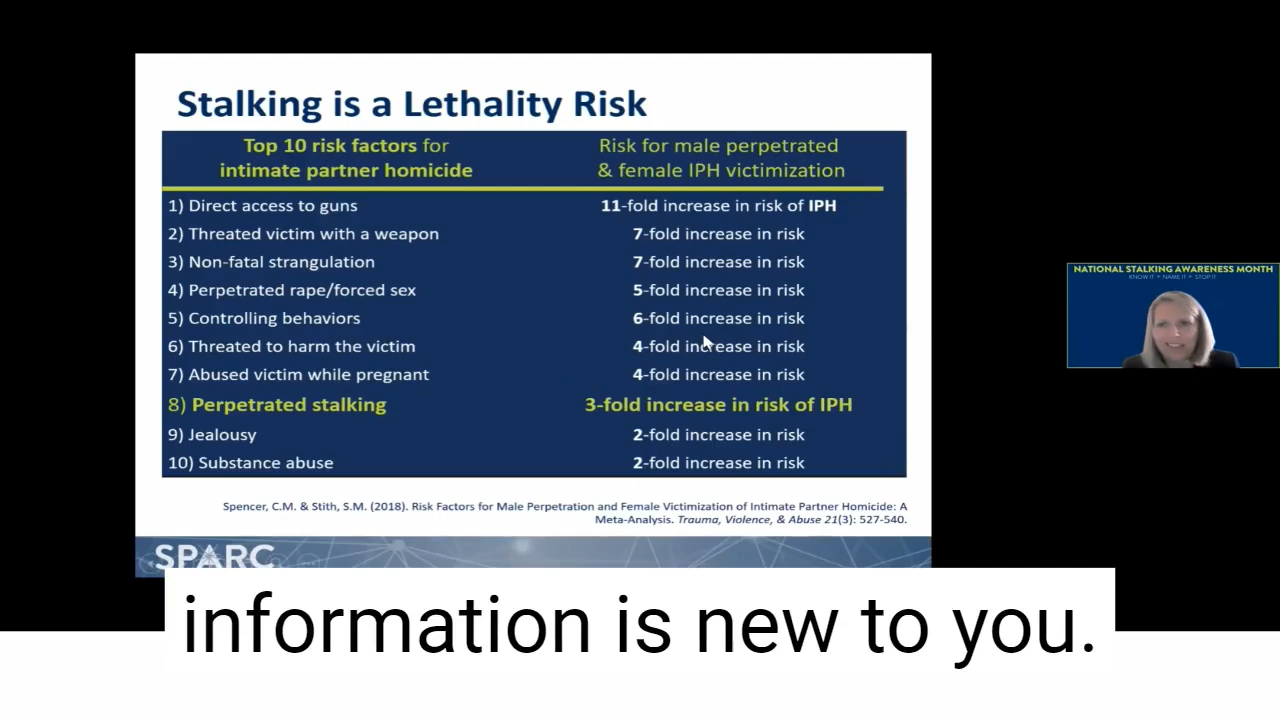 Stalking is a Lethality Risk
Top 10 risk factors for
intimate partner homicide
Risk for male perpetrated
& female IPH victimization
1) Direct access to guns
11-fold increase in risk of IPH
2) Threated victim with a weapon
7-fold increase in risk
3) Non-fatal strangulation
7-fold increase in risk
4) Perpetrated rape/forced sex
5-fold increase in risk
5) Controlling behaviors
6-fold increase in risk
6) Threated to harm the victim
4-fold increase in risk
7) Abused victim while pregnant
4-fold increase in risk
8) Perpetrated stalking
3-fold increase in risk of IPH
9) Jealousy
2-fold increase in risk
10) Substance abuse
2-fold increase in risk
Spencer, C.M. & Stith, S.M. (2018). Risk Factors for Male Perpetration and Female Victimization of Intimate Partner Homicide: A
Meta-Analysis. Trauma, Violence, & Abuse 21(3): 527-540.
SPARC
NATIONAL STALKING AWARENESS MONTH
KNOW IT • NAME IT • STOP IT
information is new to you.